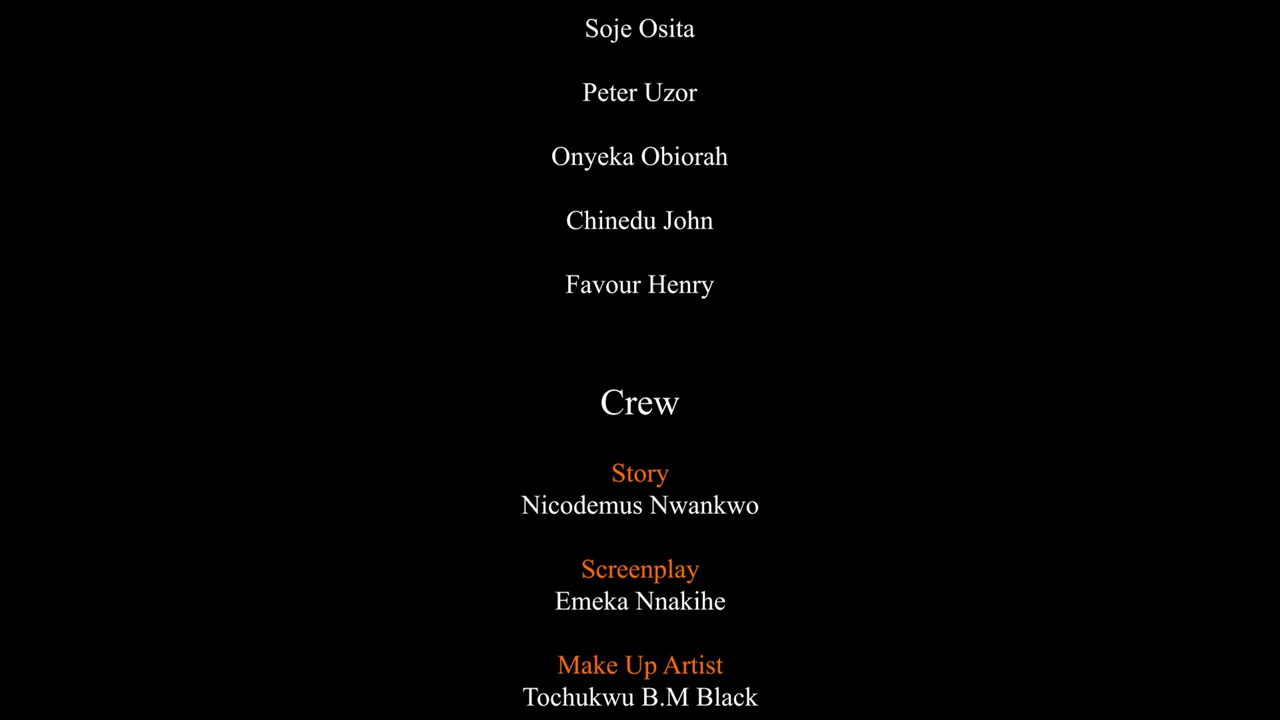 Soje Osita
Peter Uzor
Onyeka Obiorah
Chinedu John
Favour Henry
Crew
Story
Nicodemus Nwankwo
Screenplay
Emeka Nnakihe
Make Up Artist
Tochukwu B.M Black